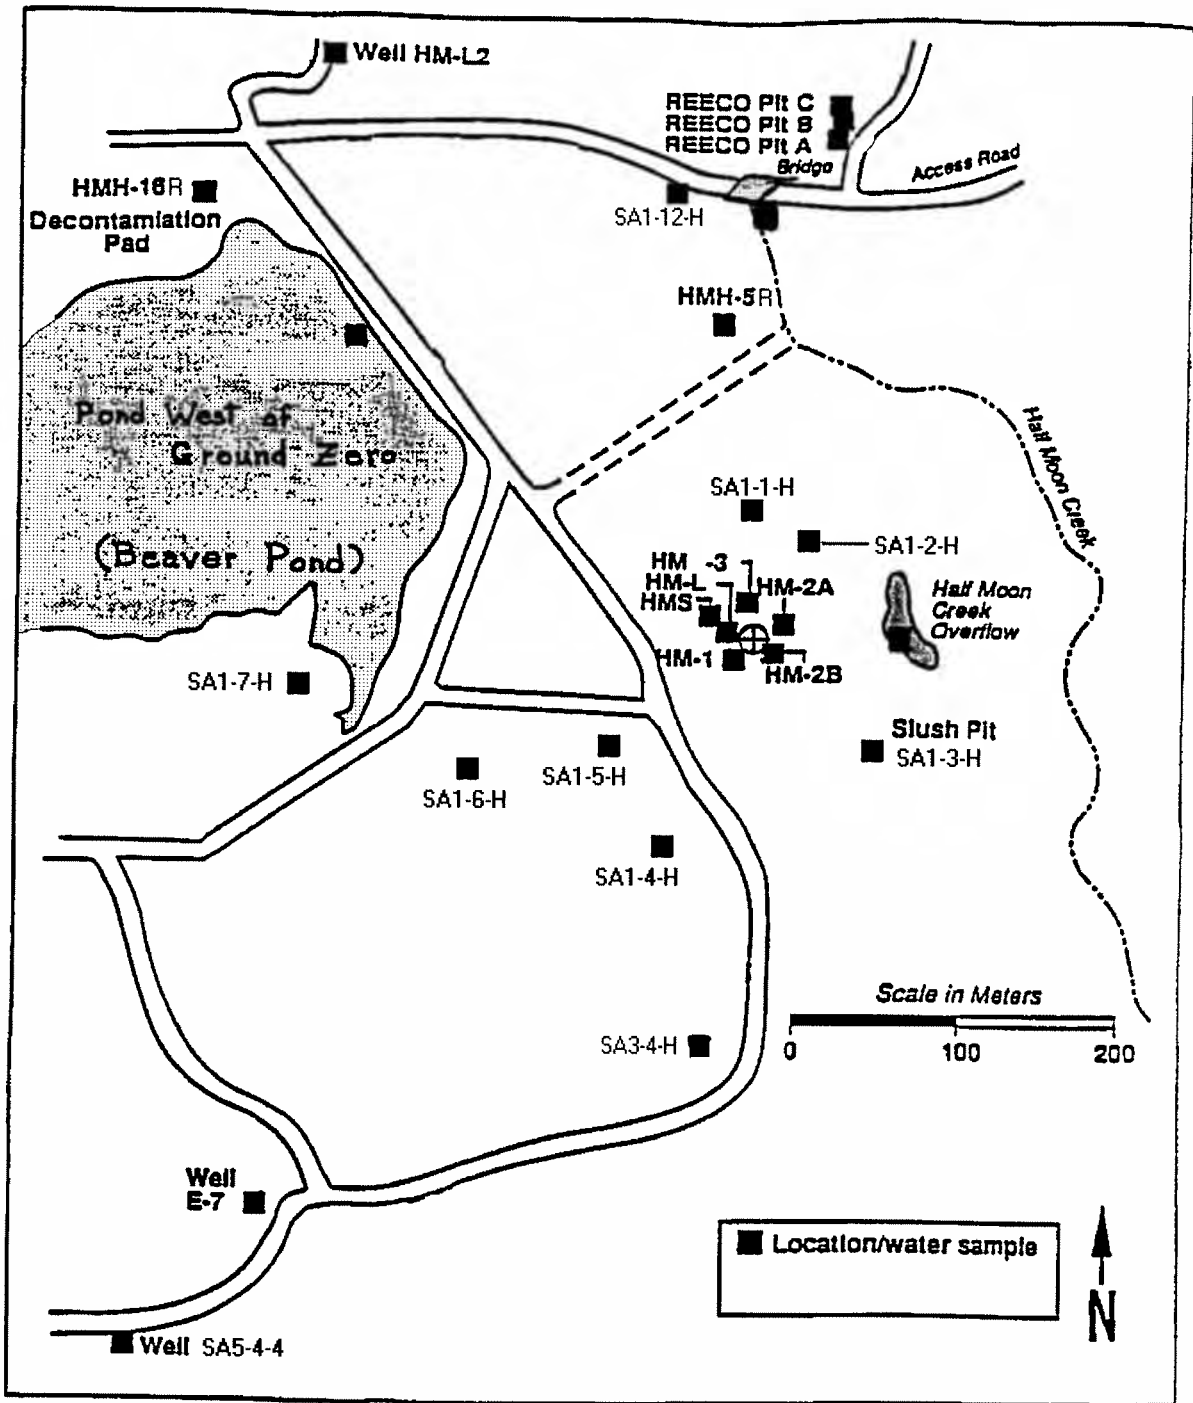 Well HM-L2
REECO Pit C
REECO Pit B
REECO Pit A
Bridge
Access Road
HMH-16R
Decontamiation
Pad
SA1-12-H
HMH-5R
Pond West of
Ground Zero
(Beaver Pond)
Half Moon Creek
SA1-1-H
SA1-2-H
HM -3
HM-L
HMS
HM-2A
HM-1
HM-2B
Half Moon
Creek
Overflow
SA1-7-H
Slush Pit
SA1-3-H
SA1-5-H
SA1-6-H
SA1-4-H
Scale in Meters
0 100 200
SA3-4-H
Well
E-7
Location/water sample
N
Well SA5-4-4